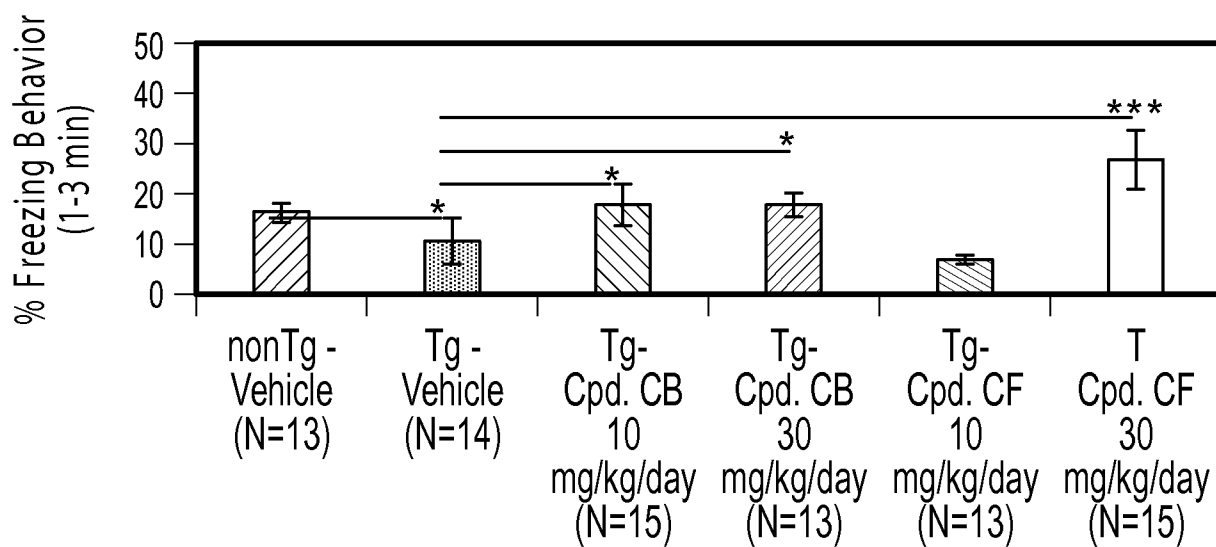 % Freezing Behavior
(1-3 min)
50
40
30
20
10
0
*
*
*
***
nonTg -
Vehicle
(N=13)
Tg -
Vehicle
(N=14)
Tg-
Cpd. CB
10
mg/kg/day
(N=15)
Tg-
Cpd. CB
30
mg/kg/day
(N=13)
Tg-
Cpd. CF
10
mg/kg/day
(N=13)
T
Cpd. CF
30
mg/kg/day
(N=15)